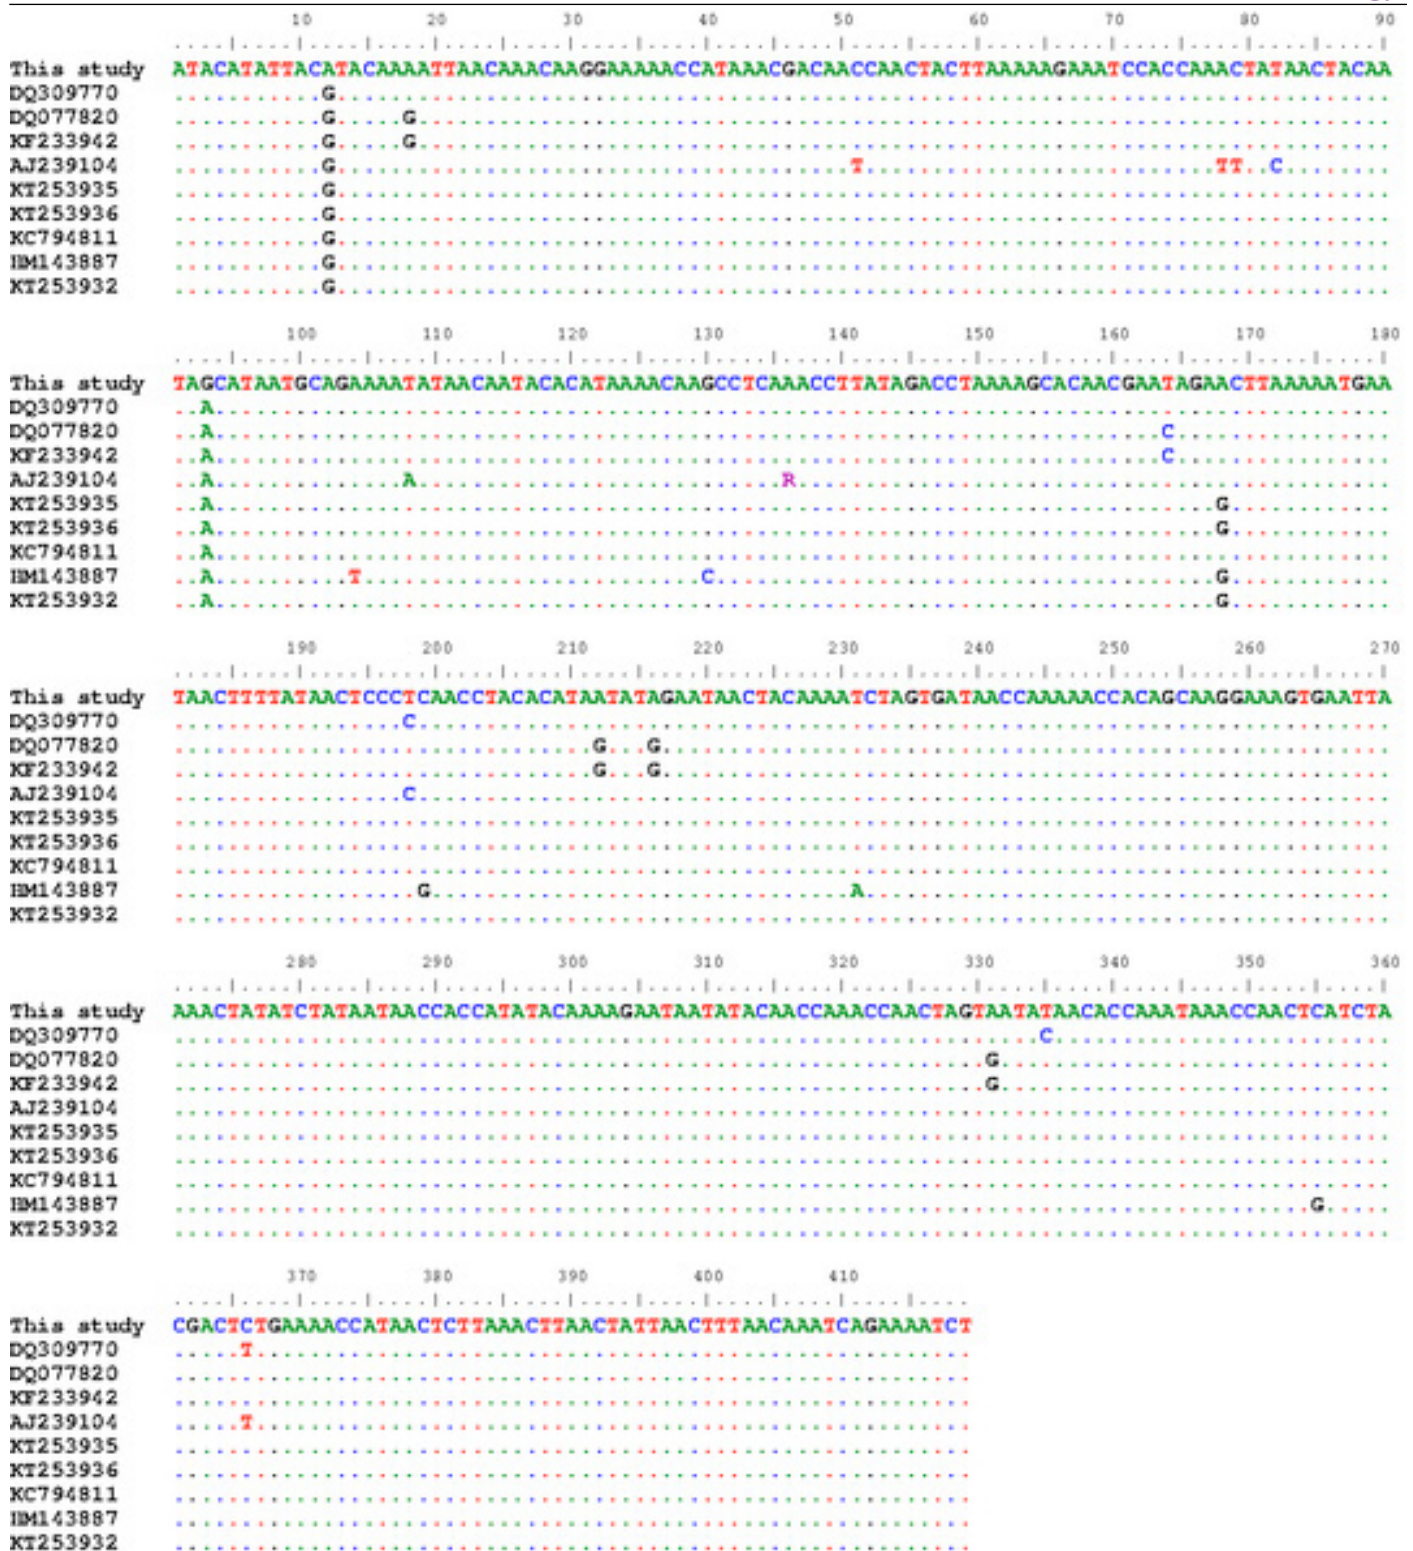 10 20 30 40 50 60 70 80 90
This study ATACATATTACATACAAAATTAACAAACAAGGAAAAACCATAAACGACAACCAACTACTTAAAAAGAAATCCACCAAACTATAACTACAA
DQ309770 G
DQ077820 G G
KF233942 G G
AJ239104 G T TT C
KT253935 G
KT253936 G
KC794811 G
HM143887 G
KT253932 G
100 110 120 130 140 150 160 170 180
This study TAGCATAATGCAGAAAATATAACAATACACATAAAACAAGCCTCAAACCTTATAGACCTAAAAGCACAACGAATAGAACTTAAAAATGAA
DQ309770 A
DQ077820 A C
KF233942 A C
AJ239104 A A R
KT253935 A G
KT253936 A G
KC794811 A
HM143887 A T C G
KT253932 A G
190 200 210 220 230 240 250 260 270
This study TAACTTTTATAACTCCCTCAACCTACACATAATATAGAATAACTACAAAATCTAGTGATAACCAAAAACCACAGCAAGGAAAGTGAATTA
DQ309770 C
DQ077820 G G
KF233942 G G
AJ239104 C
KT253935
KT253936
KC794811
HM143887 G A
KT253932
280 290 300 310 320 330 340 350 360
This study AAACTATATCTATAATAACCACCATATACAAAAGAATAATATACAACCAAACCAACTAGTAATATAACACCAAATAAACCAACTCATCTA
DQ309770 C
DQ077820 G
KF233942 G
AJ239104
KT253935
KT253936
KC794811
HM143887 G
KT253932
370 380 390 400 410
This study CGACTCTGAAAACCATAACTCTTAAACTTAACTATTAACTTTAACAAATCAGAAAATCT
DQ309770 T
DQ077820
KF233942
AJ239104 T
KT253935
KT253936
KC794811
HM143887
KT253932